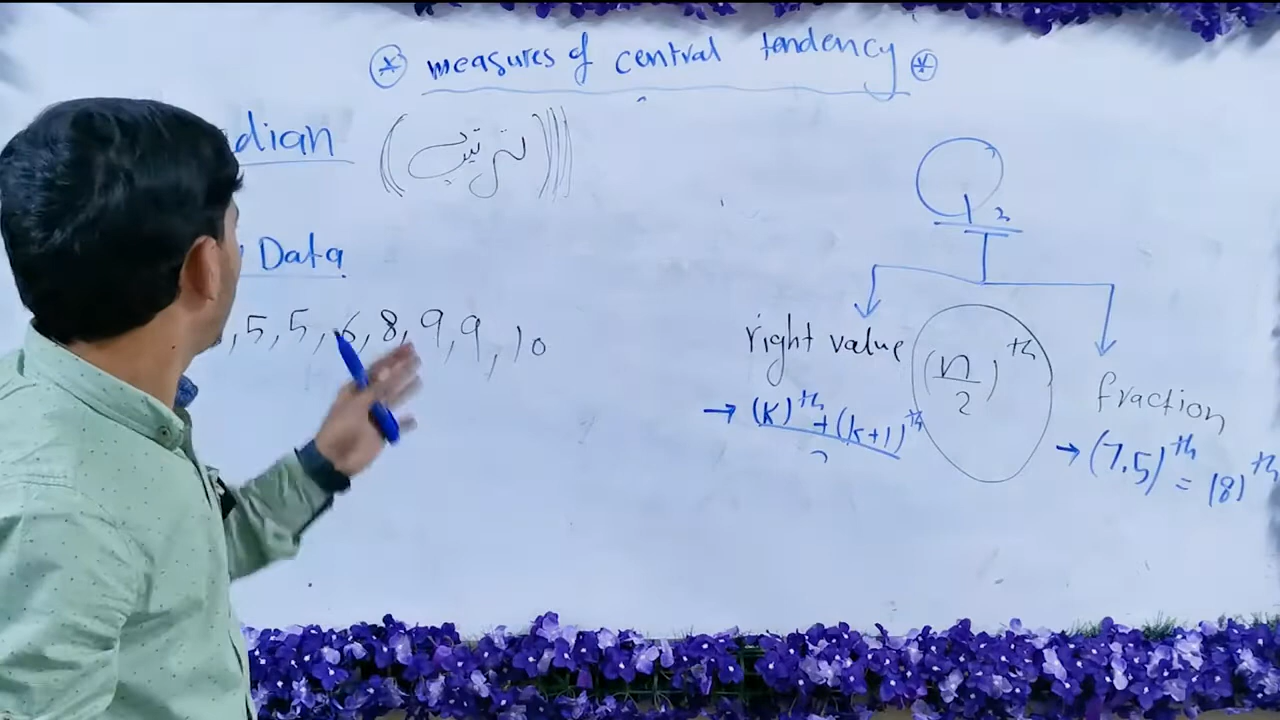 measures of central tendency
dian (ترتیب)
Data
,5,5,6,8,9,9,10
right value
(n/2)^th
fraction
→ (k)^th + (k+1)^th / 2
→ (7.5)^th = (8)^th